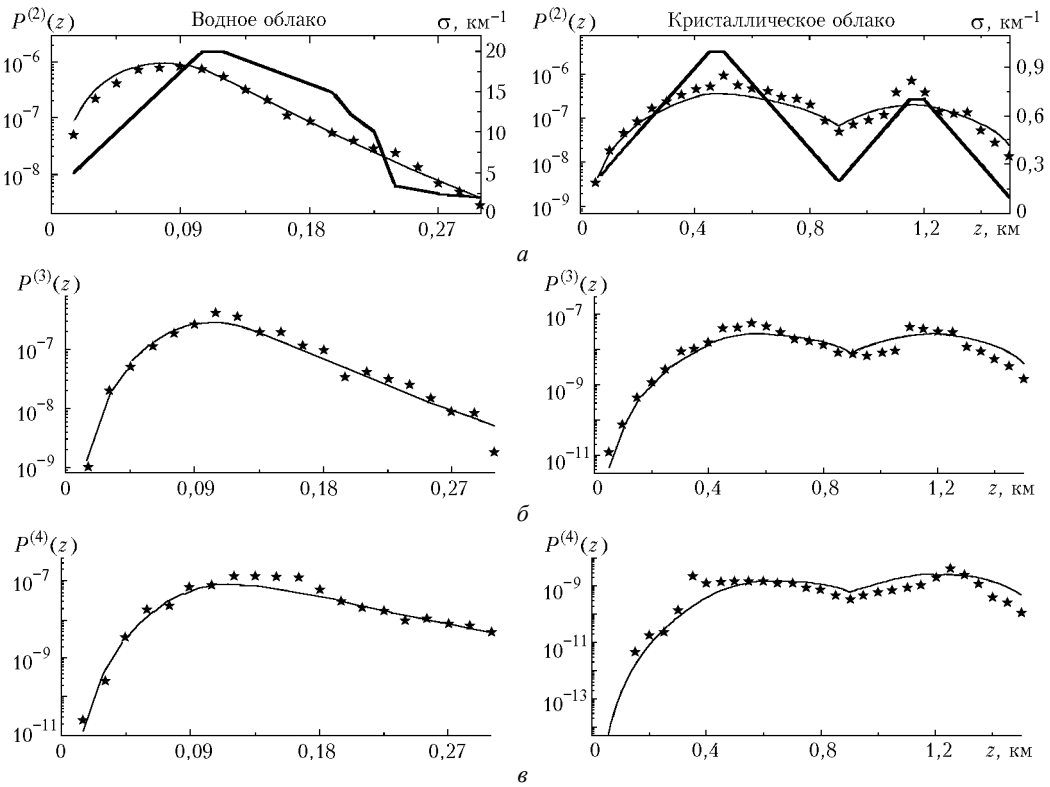 P⁽²⁾(z) Водное облако σ, км⁻¹ P⁽²⁾(z) Кристаллическое облако σ, км⁻¹
10⁻⁶ 20 10⁻⁵ 0,9
15 10⁻⁶
10⁻⁷ 10 10⁻⁷ 0,6
10⁻⁸ 5 10⁻⁸ 0,3
0 10⁻⁹ 0
0 0,09 0,18 0,27 0 0,4 0,8 1,2 z, км
а
P⁽³⁾(z) P⁽³⁾(z)
10⁻⁷ 10⁻⁷
10⁻⁸ 10⁻⁹
10⁻⁹ 10⁻¹¹
0 0,09 0,18 0,27 0 0,4 0,8 1,2 z, км
б
P⁽⁴⁾(z) P⁽⁴⁾(z)
10⁻⁷ 10⁻⁹
10⁻⁹ 10⁻¹¹
10⁻¹¹ 10⁻¹³
0 0,09 0,18 0,27 0 0,4 0,8 1,2 z, км
в